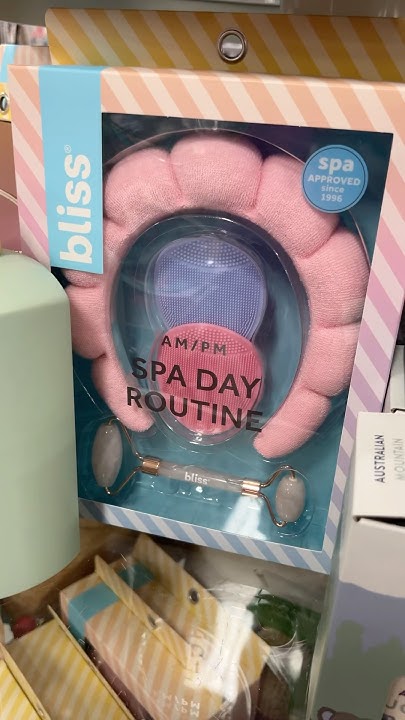 bliss®
spa
APPROVED
since
1996
AM/PM
SPA DAY
ROUTINE
bliss®
AUSTRALIAN
MOUNTAIN